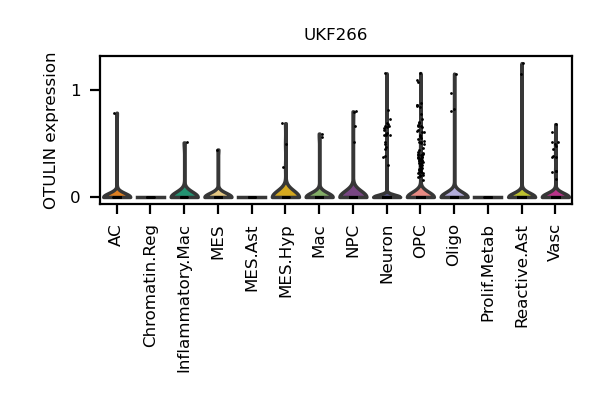 UKF266
OTULIN expression
1
0
AC
Chromatin.Reg
Inflammatory.Mac
MES
MES.Ast
MES.Hyp
Mac
NPC
Neuron
OPC
Oligo
Prolif.Metab
Reactive.Ast
Vasc